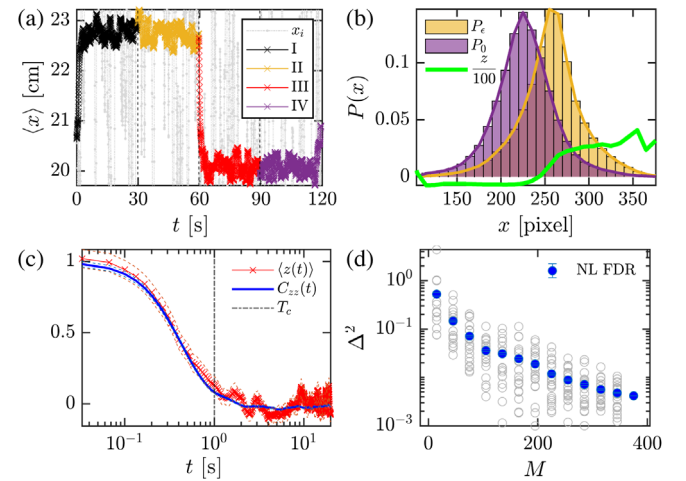 (a)
23
22
21
20
⟨x⟩ [cm]
0 30 60 90 120
t [s]
x_i
I
II
III
IV
(b)
0.1
0.05
0
P(x)
150 200 250 300 350
x [pixel]
P_ϵ
P_0
z/100
(c)
1
0.5
0
10^-1 10^0 10^1
t [s]
⟨z(t)⟩
C_zz(t)
T_c
(d)
10^0
10^-1
10^-2
10^-3
Δ^2
0 200 400
M
NL FDR